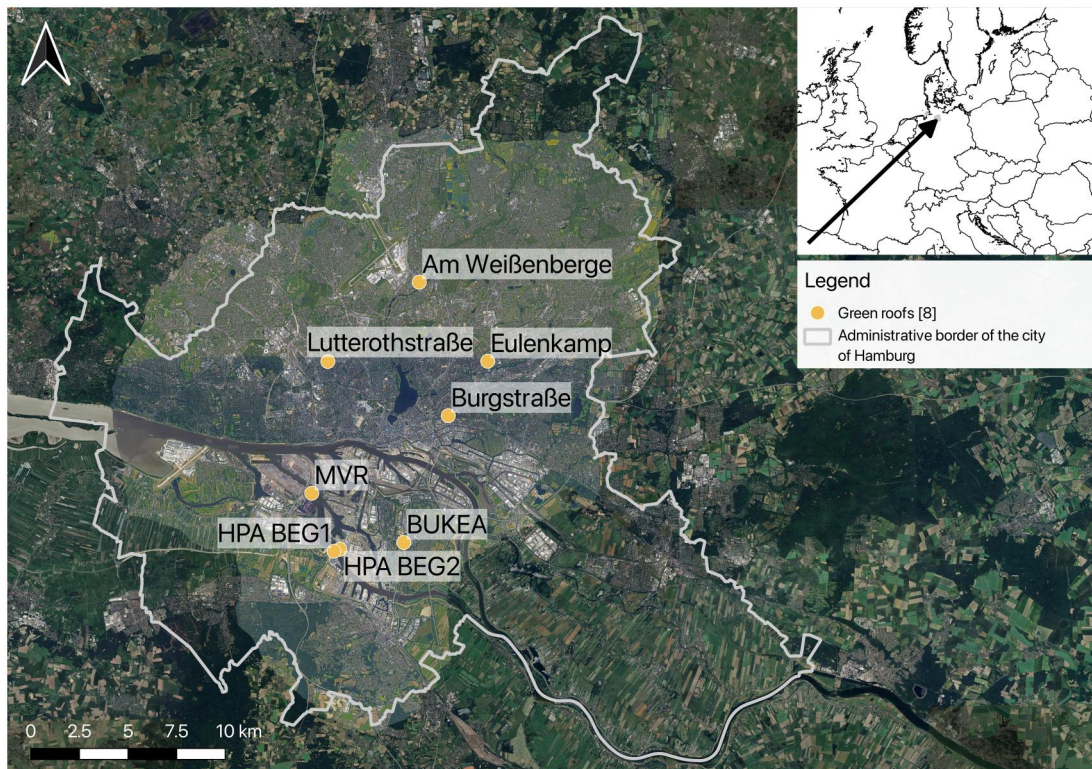 Am Weißenberge
Lutterothstraße
Eulenkamp
Burgstraße
MVR
HPA BEG1
BUKEA
HPA BEG2
0 2.5 5 7.5 10 km
Legend
Green roofs [8]
Administrative border of the city
of Hamburg